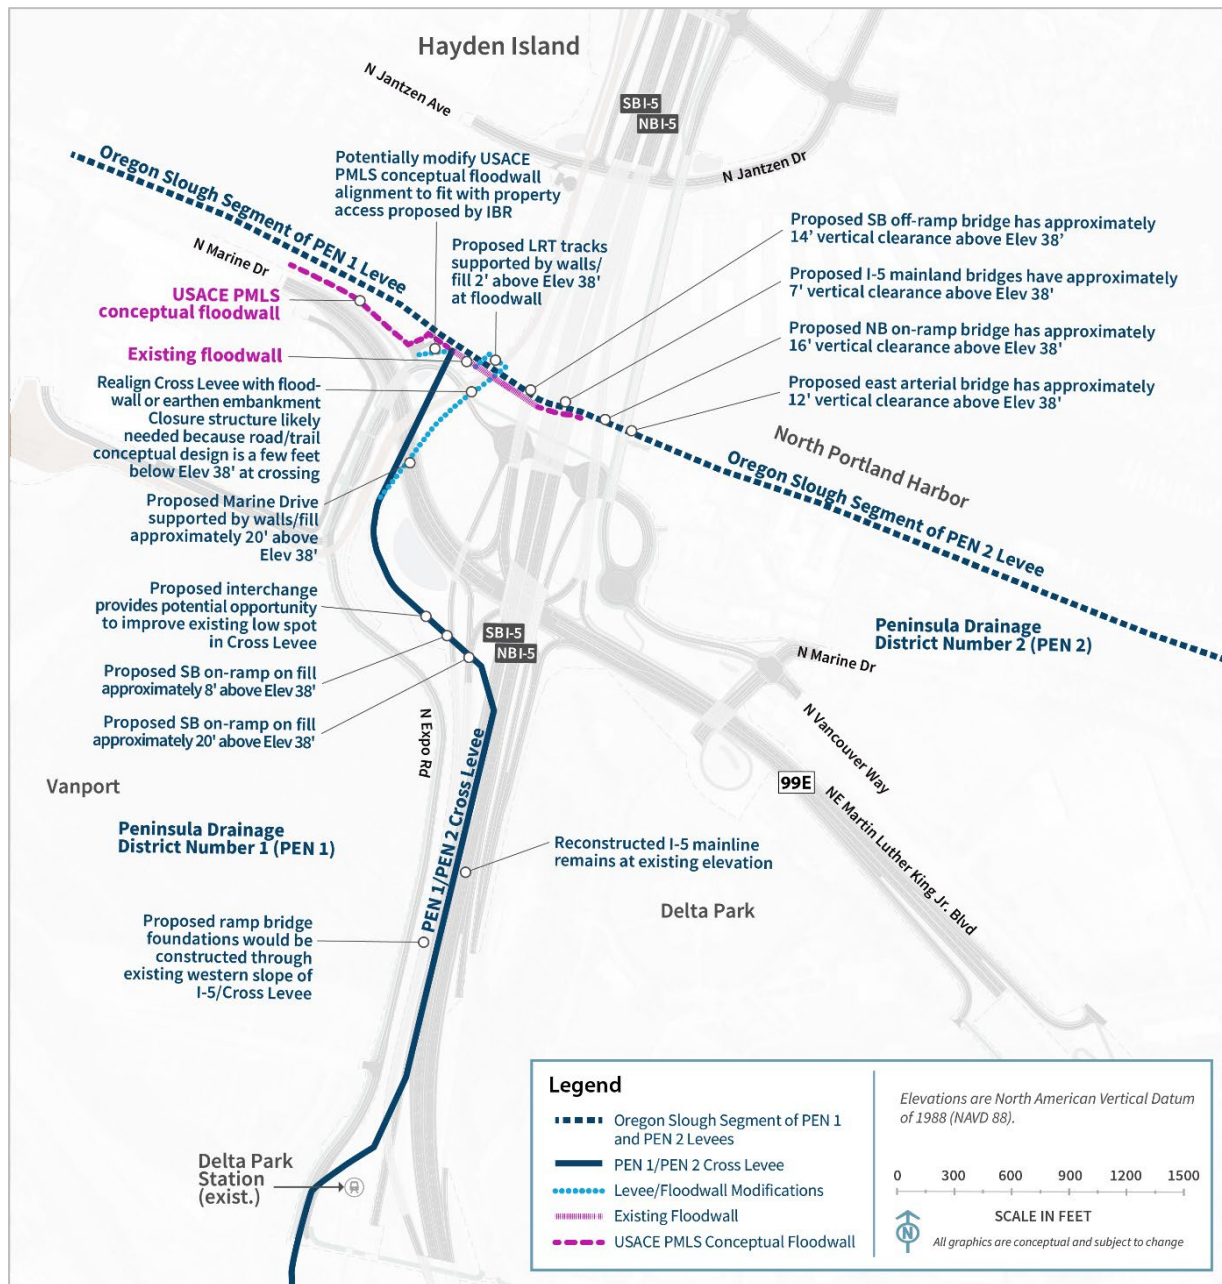 Hayden Island
N Jantzen Ave
SB I-5
NB I-5
N Jantzen Dr
Oregon Slough Segment of PEN 1 Levee
Potentially modify USACE
PMLS conceptual floodwall
alignment to fit with property
access proposed by IBR
N Marine Dr
Proposed LRT tracks
supported by walls/
fill 2' above Elev 38'
at floodwall
Proposed SB off-ramp bridge has approximately
14' vertical clearance above Elev 38'
Proposed I-5 mainland bridges have approximately
7' vertical clearance above Elev 38'
Proposed NB on-ramp bridge has approximately
16' vertical clearance above Elev 38'
Proposed east arterial bridge has approximately
12' vertical clearance above Elev 38'
USACE PMLS
conceptual floodwall
Existing floodwall
Realign Cross Levee with flood-
wall or earthen embankment
Closure structure likely
needed because road/trail
conceptual design is a few feet
below Elev 38' at crossing
Proposed Marine Drive
supported by walls/fill
approximately 20' above
Elev 38'
North Portland Harbor
Oregon Slough Segment of PEN 2 Levee
Proposed interchange
provides potential opportunity
to improve existing low spot
in Cross Levee
Proposed SB on-ramp on fill
approximately 8' above Elev 38'
Proposed SB on-ramp on fill
approximately 20' above Elev 38'
SB I-5
NB I-5
Peninsula Drainage
District Number 2 (PEN 2)
N Marine Dr
N Vancouver Way
N Expo Rd
99E
NE Martin Luther King Jr. Blvd
Vanport
Peninsula Drainage
District Number 1 (PEN 1)
PEN 1/PEN 2 Cross Levee
Reconstructed I-5 mainline
remains at existing elevation
Delta Park
Proposed ramp bridge
foundations would be
constructed through
existing western slope of
I-5/Cross Levee
Delta Park
Station
(exist.)
Legend
Oregon Slough Segment of PEN 1
and PEN 2 Levees
PEN 1/PEN 2 Cross Levee
Levee/Floodwall Modifications
Existing Floodwall
USACE PMLS Conceptual Floodwall
Elevations are North American Vertical Datum
of 1988 (NAVD 88).
0 300 600 900 1200 1500
SCALE IN FEET
N
All graphics are conceptual and subject to change